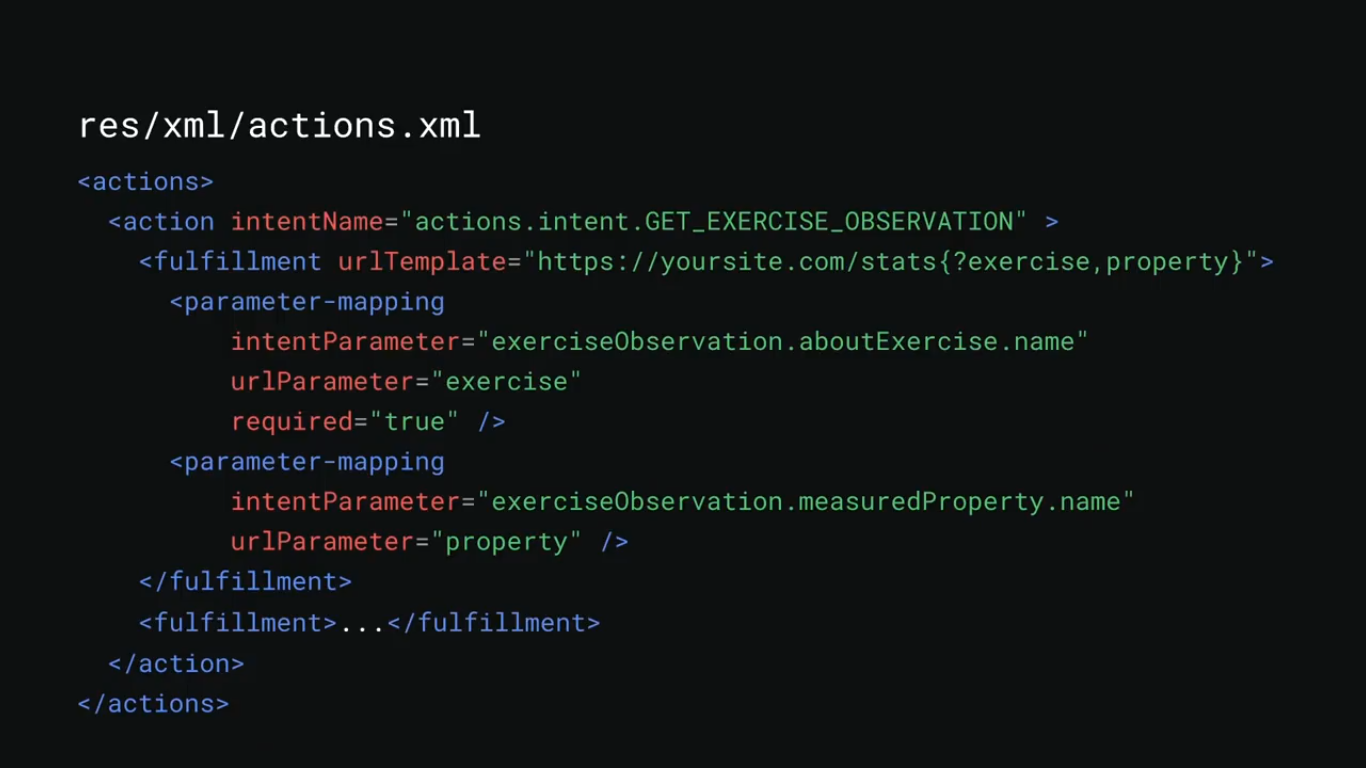 res/xml/actions.xml
<actions>
<action intentName="actions.intent.GET_EXERCISE_OBSERVATION" >
<fulfillment urlTemplate="https://yoursite.com/stats{?exercise,property}">
<parameter-mapping
intentParameter="exerciseObservation.aboutExercise.name"
urlParameter="exercise"
required="true" />
<parameter-mapping
intentParameter="exerciseObservation.measuredProperty.name"
urlParameter="property" />
</fulfillment>
<fulfillment>...</fulfillment>
</action>
</actions>